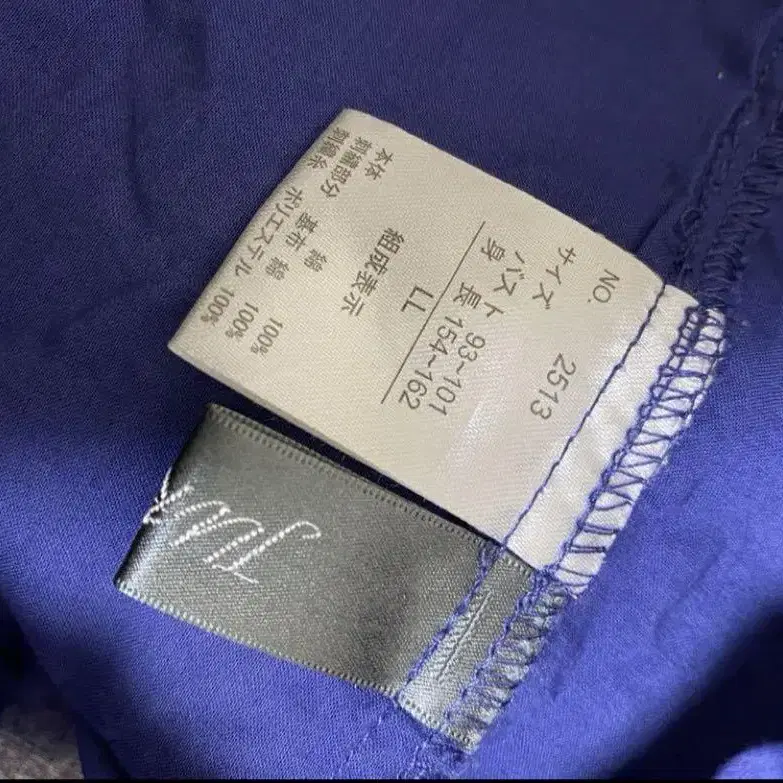 NO. 2513
サイズ
バスト 93~101
身長 154~162
LL
組成表示
本体 綿 100%
刺繍部分 基布 綿 100%
刺繍糸 ポリエステル 100%